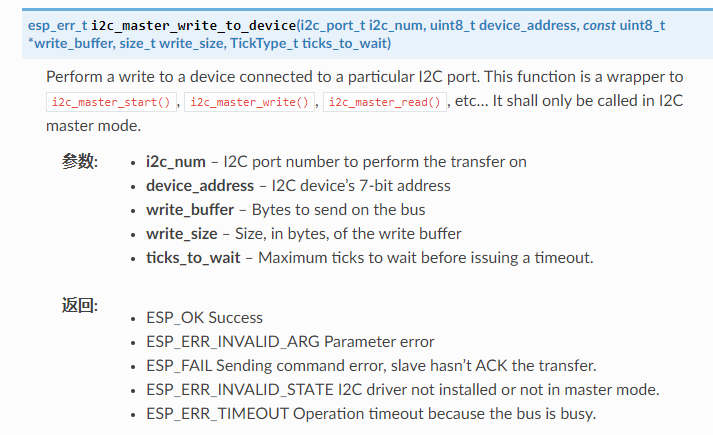 esp_err_t i2c_master_write_to_device(i2c_port_t i2c_num, uint8_t device_address, const uint8_t
*write_buffer, size_t write_size, TickType_t ticks_to_wait)
Perform a write to a device connected to a particular I2C port. This function is a wrapper to
i2c_master_start() , i2c_master_write() , i2c_master_read() , etc… It shall only be called in I2C
master mode.
参数:
• i2c_num – I2C port number to perform the transfer on
• device_address – I2C device’s 7-bit address
• write_buffer – Bytes to send on the bus
• write_size – Size, in bytes, of the write buffer
• ticks_to_wait – Maximum ticks to wait before issuing a timeout.
返回:
• ESP_OK Success
• ESP_ERR_INVALID_ARG Parameter error
• ESP_FAIL Sending command error, slave hasn’t ACK the transfer.
• ESP_ERR_INVALID_STATE I2C driver not installed or not in master mode.
• ESP_ERR_TIMEOUT Operation timeout because the bus is busy.